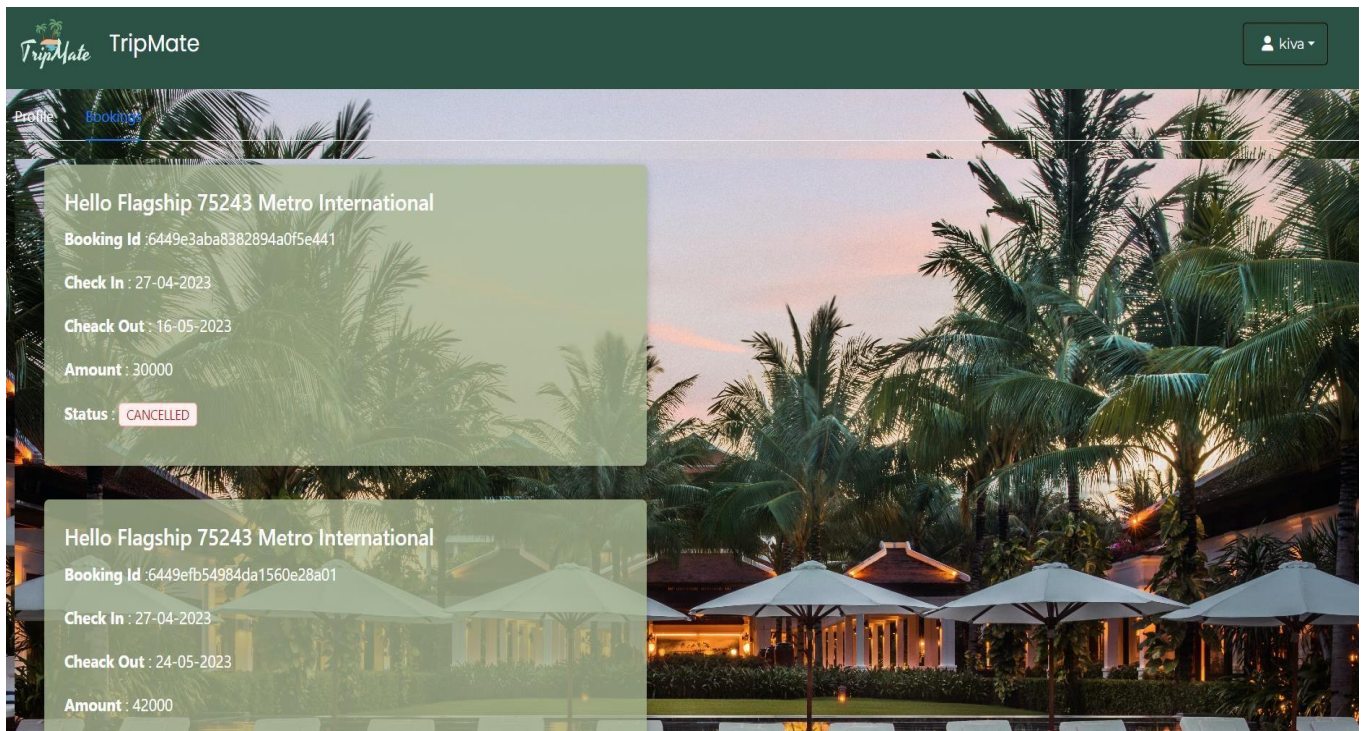 TripMate
TripMate
kiva
Profile
Bookings
Hello Flagship 75243 Metro International
Booking Id :6449e3aba8382894a0f5e441
Check In : 27-04-2023
Cheack Out : 16-05-2023
Amount : 30000
Status : CANCELLED
Hello Flagship 75243 Metro International
Booking Id :6449efb54984da1560e28a01
Check In : 27-04-2023
Cheack Out : 24-05-2023
Amount : 42000